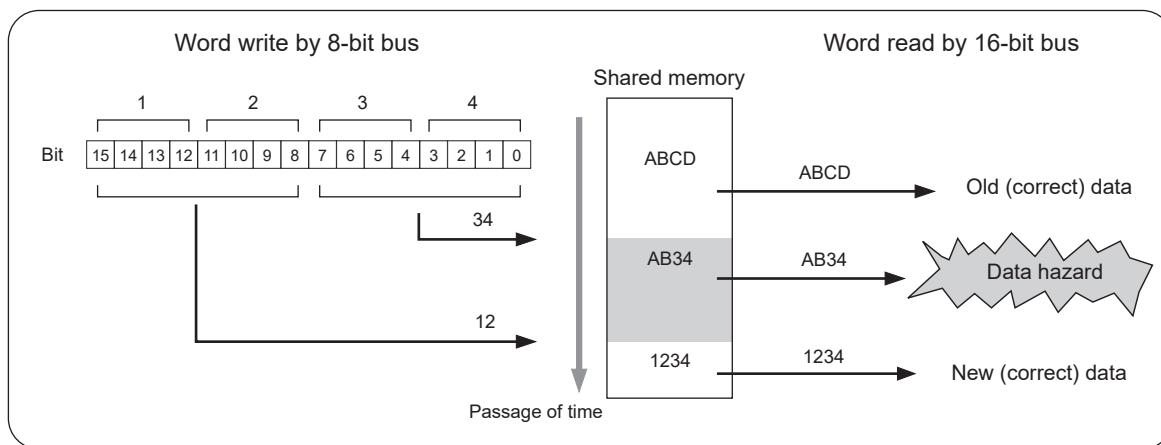 Word write by 8-bit bus
Word read by 16-bit bus
Shared memory
1 2 3 4
Bit 15 14 13 12 11 10 9 8 7 6 5 4 3 2 1 0
ABCD
ABCD
Old (correct) data
34
AB34
AB34
Data hazard
12
1234
1234
New (correct) data
Passage of time